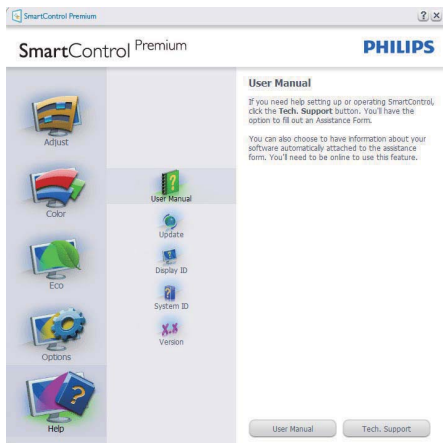 SmartControl Premium
SmartControl Premium
PHILIPS
Adjust
Color
Eco
Options
Help
User Manual
Update
Display ID
System ID
X.X
Version
User Manual
If you need help setting up or operating SmartControl,
click the Tech. Support button. You'll have the
option to fill out an Assistance Form.
You can also choose to have information about your
software automatically attached to the assistance
form. You'll need to be online to use this feature.
User Manual
Tech. Support